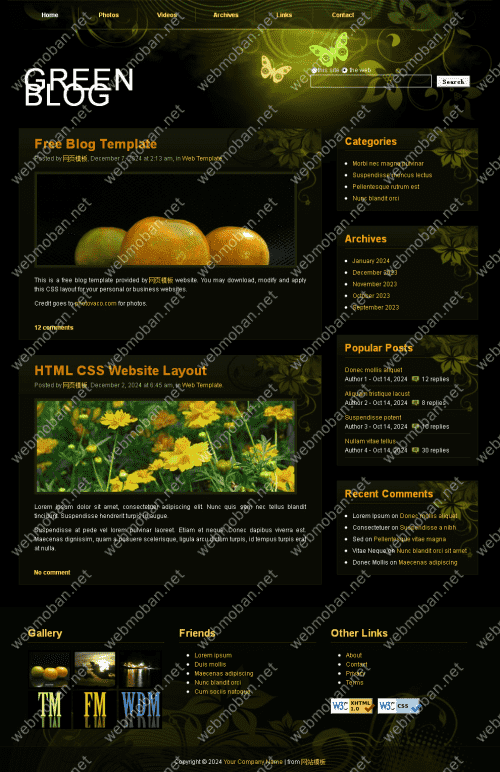 Home Photos Videos Archives Links Contact
GREEN
BLOG
this site the web
Search
Free Blog Template
Posted by 网页模板, December 7, 2024 at 2:13 am, in Web Template
This is a free blog template provided by 网页模板 website. You may download, modify and apply
this CSS layout for your personal or business websites.
Credit goes to photovaco.com for photos.
12 comments
HTML CSS Website Layout
Posted by 网页模板, December 2, 2024 at 6:45 am, in Web Template
Lorem ipsum dolor sit amet, consectetuer adipiscing elit. Nunc quis sem nec tellus blandit
tincidunt. Suspendisse hendrerit turpis in augue.
Suspendisse at pede vel lorem pulvinar laoreet. Etiam et neque. donec dapibus viverra est.
Maecenas dignissim, quam a posuere scelerisque, ligula arcu dictum turpis, id tempus turpis erat
at nulla.
No comment
Categories
Morbi nec magna pulvinar
Suspendisse rhoncus lectus
Pellentesque rutrum est
Nunc blandit orci
Archives
January 2024
December 2023
November 2023
October 2023
September 2023
Popular Posts
Donec mollis aliquet
Author 1 - Oct 14, 2024 12 replies
Aliquam tristique lacust
Author 2 - Oct 14, 2024 8 replies
Suspendisse potent
Author 3 - Oct 14, 2024 16 replies
Nullam vitae tellus
Author 4 - Oct 14, 2024 30 replies
Recent Comments
Lorem ipsum on Donec mollis aliquet
Consectetuer on Suspendisse a nibh
Sed on Pellentesque vitae magna
Vitae Neque on Nunc blandit orci sit amet
Donec Mollis on Maecenas adipiscing
Gallery
TM FM WDM
Friends
Lorem ipsum
Duis mollis
Maecenas adipiscing
Nunc blandit orci
Cum sociis natoque
Other Links
About
Contact
Privacy
Terms
W3C XHTML 1.0 W3C CSS
Copyright © 2024 Your Company Name | from 网站模板
webmoban.net